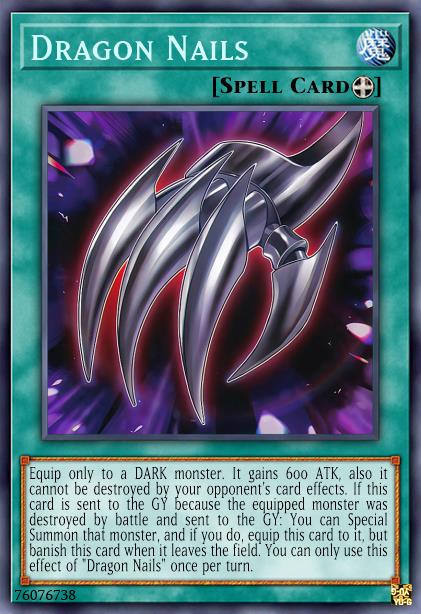 Dragon Nails
魔
[Spell Card]
Equip only to a DARK monster. It gains 600 ATK, also it
cannot be destroyed by your opponent's card effects. If this
card is sent to the GY because the equipped monster was
destroyed by battle and sent to the GY: You can Special
Summon that monster, and if you do, equip this card to it, but
banish this card when it leaves the field. You can only use this
effect of "Dragon Nails" once per turn.
76076738